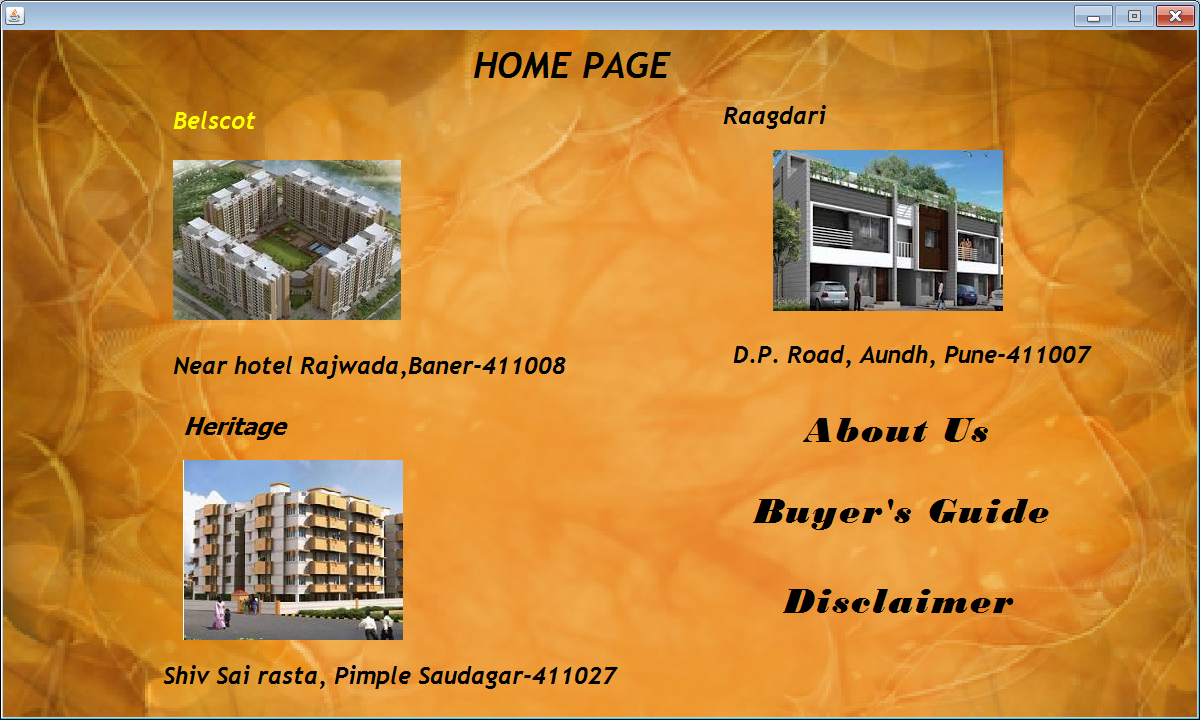 HOME PAGE
Belscot
Raagdari
Near hotel Rajwada,Baner-411008
D.P. Road, Aundh, Pune-411007
Heritage
About Us
Buyer's Guide
Disclaimer
Shiv Sai rasta, Pimple Saudagar-411027